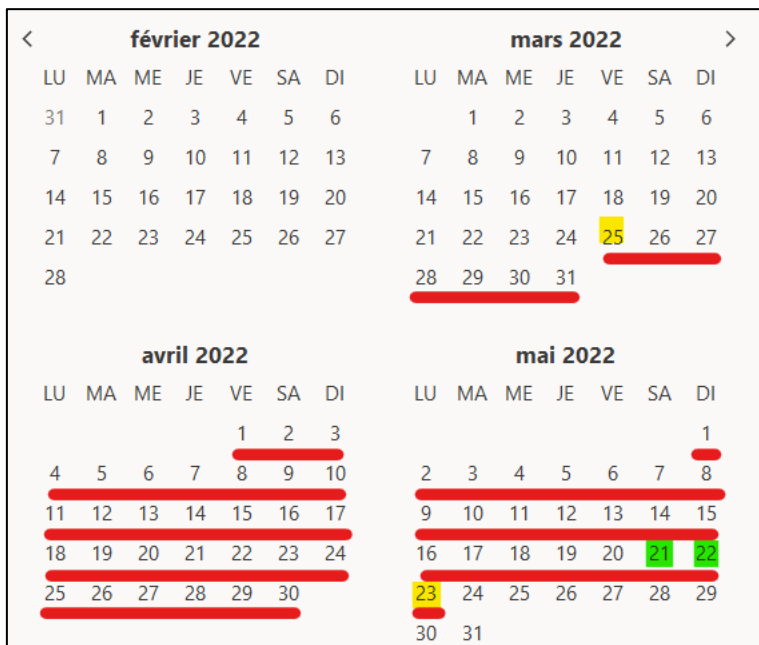 < février 2022
LU MA ME JE VE SA DI
31 1 2 3 4 5 6
7 8 9 10 11 12 13
14 15 16 17 18 19 20
21 22 23 24 25 26 27
28
mars 2022 >
LU MA ME JE VE SA DI
1 2 3 4 5 6
7 8 9 10 11 12 13
14 15 16 17 18 19 20
21 22 23 24 25 26 27
28 29 30 31
avril 2022
LU MA ME JE VE SA DI
1 2 3
4 5 6 7 8 9 10
11 12 13 14 15 16 17
18 19 20 21 22 23 24
25 26 27 28 29 30
mai 2022
LU MA ME JE VE SA DI
1
2 3 4 5 6 7 8
9 10 11 12 13 14 15
16 17 18 19 20 21 22
23 24 25 26 27 28 29
30 31